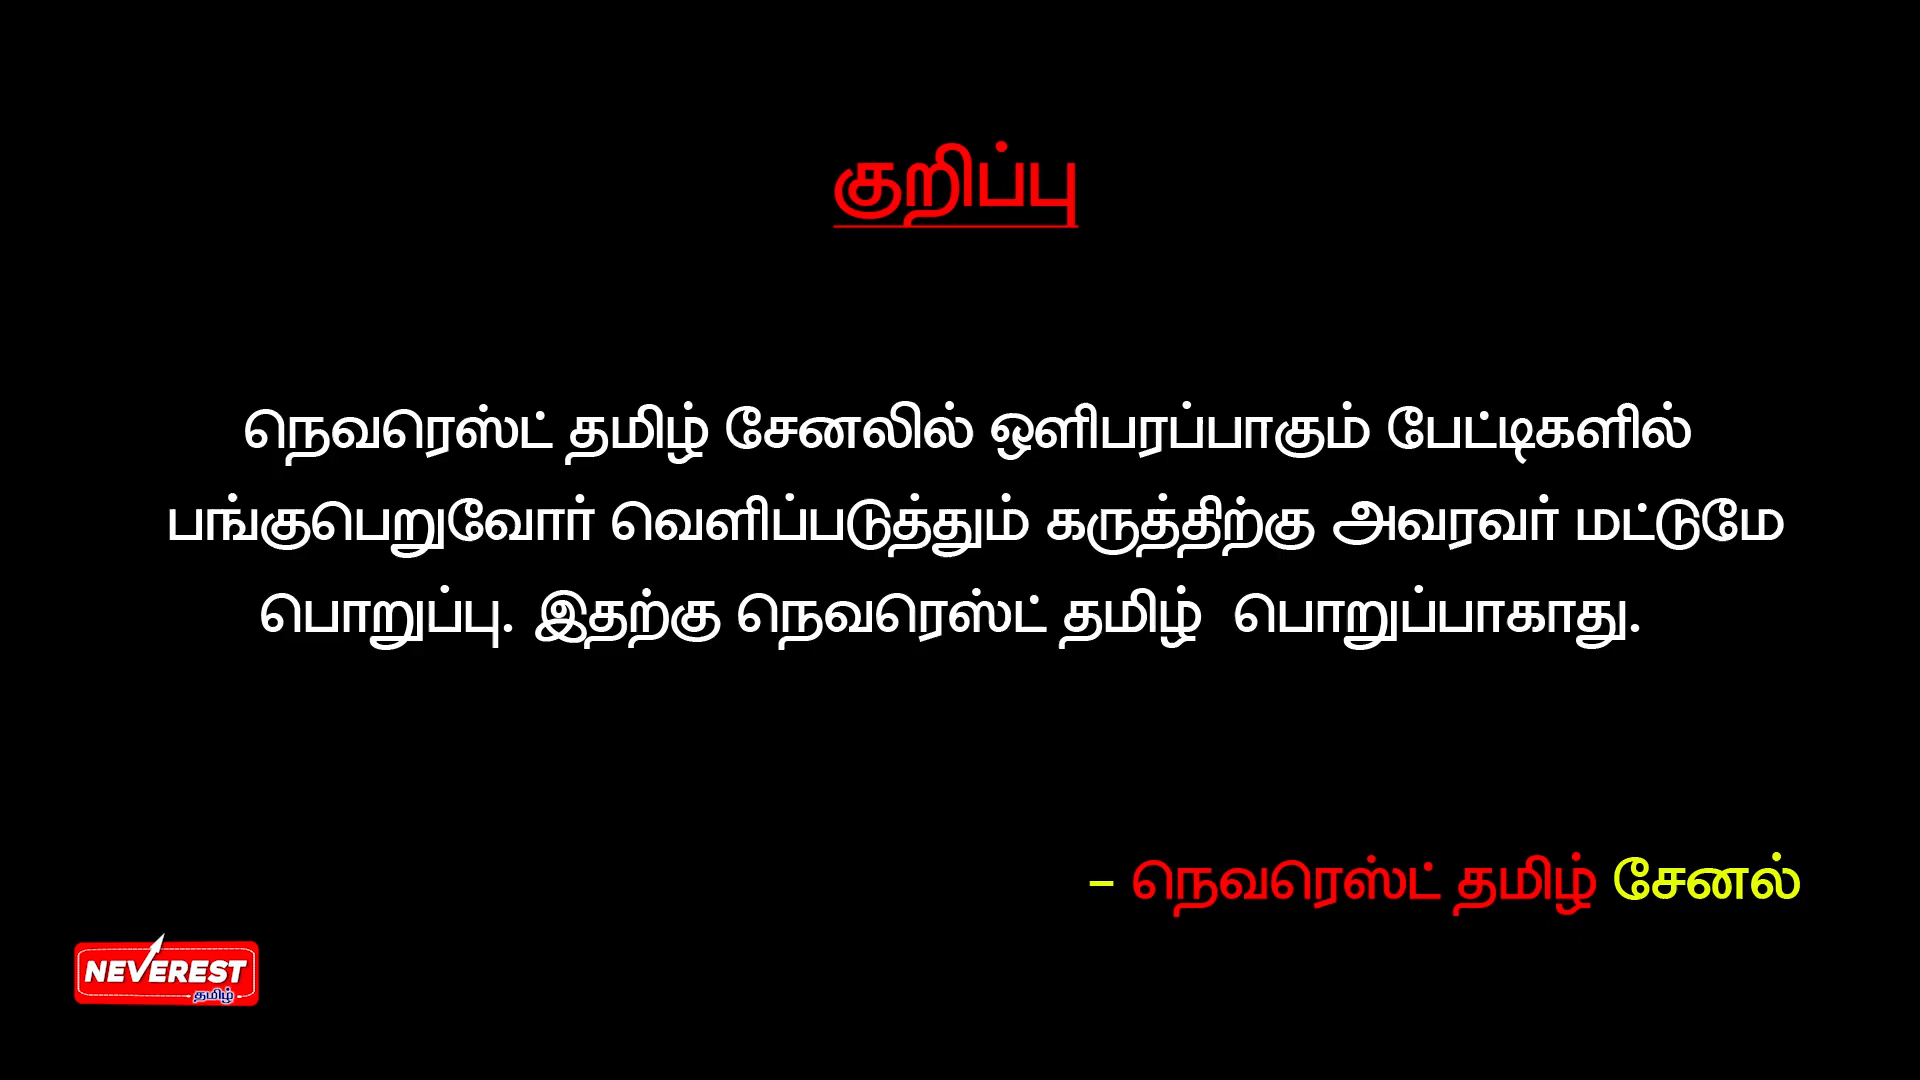 குறிப்பு
நெவரெஸ்ட் தமிழ் சேனலில் ஒளிபரப்பாகும் பேட்டிகளில்
பங்குபெறுவோர் வெளிப்படுத்தும் கருத்திற்கு அவரவர் மட்டுமே
பொறுப்பு. இதற்கு நெவரெஸ்ட் தமிழ் பொறுப்பாகாது.
– நெவரெஸ்ட் தமிழ் சேனல்
NEVEREST
தமிழ்